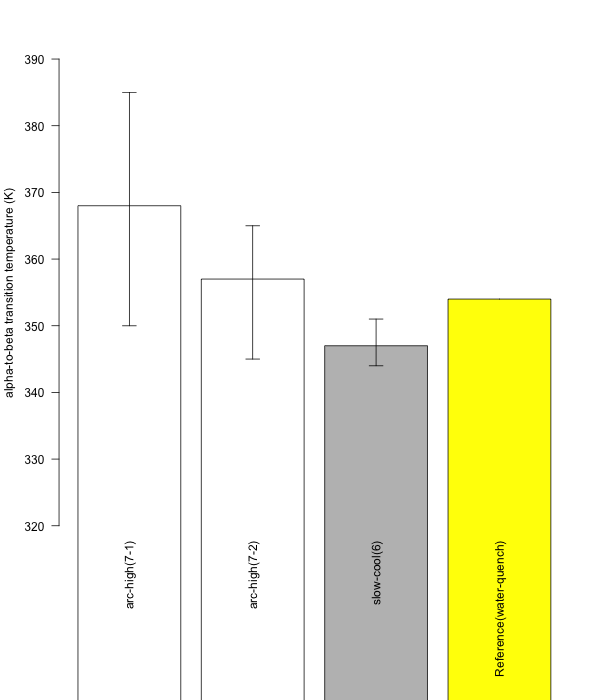 alpha-to-beta transition temperature (K)
390
380
370
360
350
340
330
320
arc-high(7-1)
arc-high(7-2)
slow-cool(6)
Reference(water-quench)